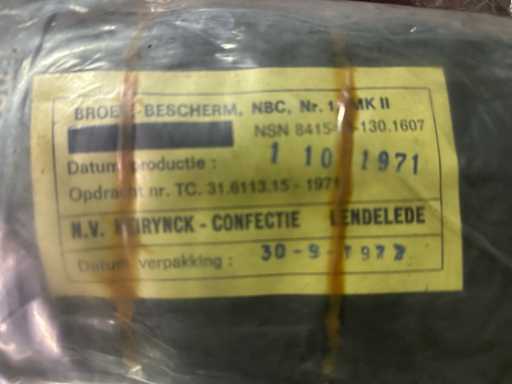 BESCHERM, NBC, Nr. MK II
NSN 130.1607
Datum productie : 1 10 1971
Opdracht nr. TC. 31.6113.15 - 1971
N.V. - CONFECTIE LENDELEDE
Datum verpakking : 30-9-